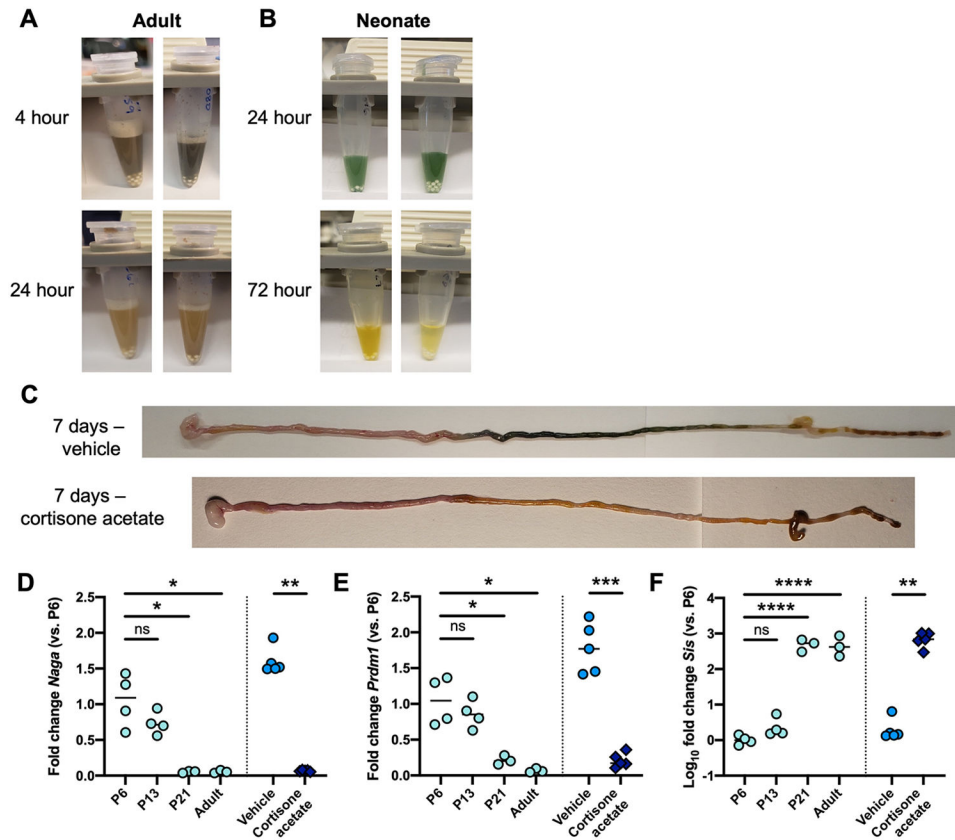 A
Adult
B
Neonate
4 hour
24 hour
24 hour
72 hour
C
7 days –
vehicle
7 days –
cortisone acetate
D
Fold change Naga (vs. P6)
2.5
2.0
1.5
1.0
0.5
0.0
*
*
ns
**
P6
P13
P21
Adult
Vehicle
Cortisone
acetate
E
Fold change Prdm1 (vs. P6)
2.5
2.0
1.5
1.0
0.5
0.0
*
*
ns
***
P6
P13
P21
Adult
Vehicle
Cortisone
acetate
F
Log10 fold change Sis (vs. P6)
4
3
2
1
0
-1
****
****
ns
**
P6
P13
P21
Adult
Vehicle
Cortisone
acetate